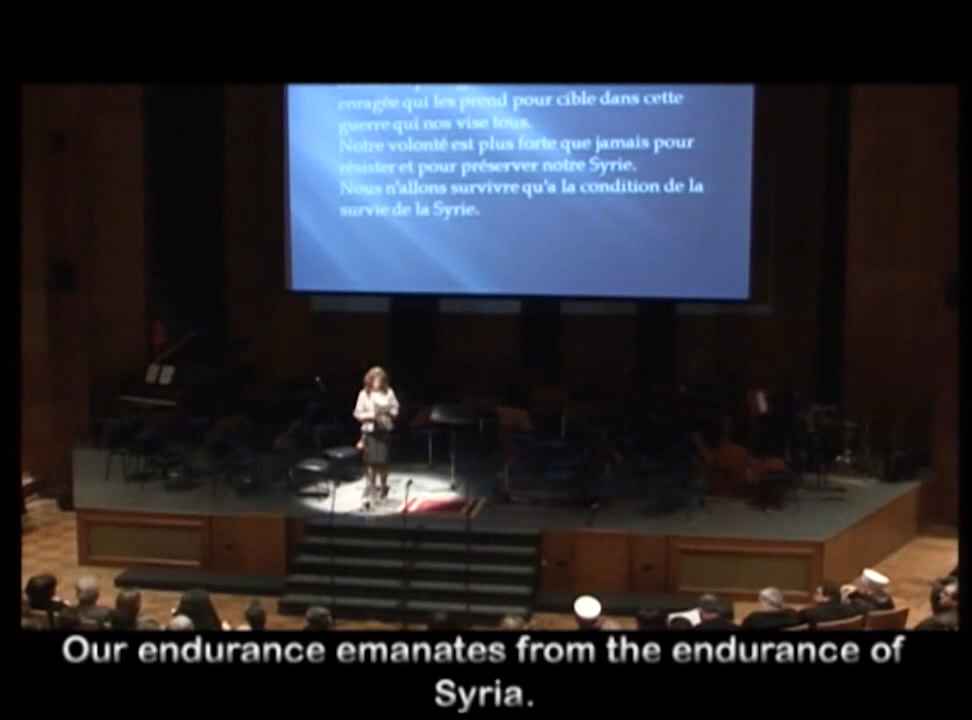 enragée qui les prend pour cible dans cette
guerre qui nos vise tous.
Notre volonté est plus forte que jamais pour
résister et pour préserver notre Syrie.
Nous n'allons survivre qu'a la condition de la
survie de la Syrie.
Our endurance emanates from the endurance of
Syria.